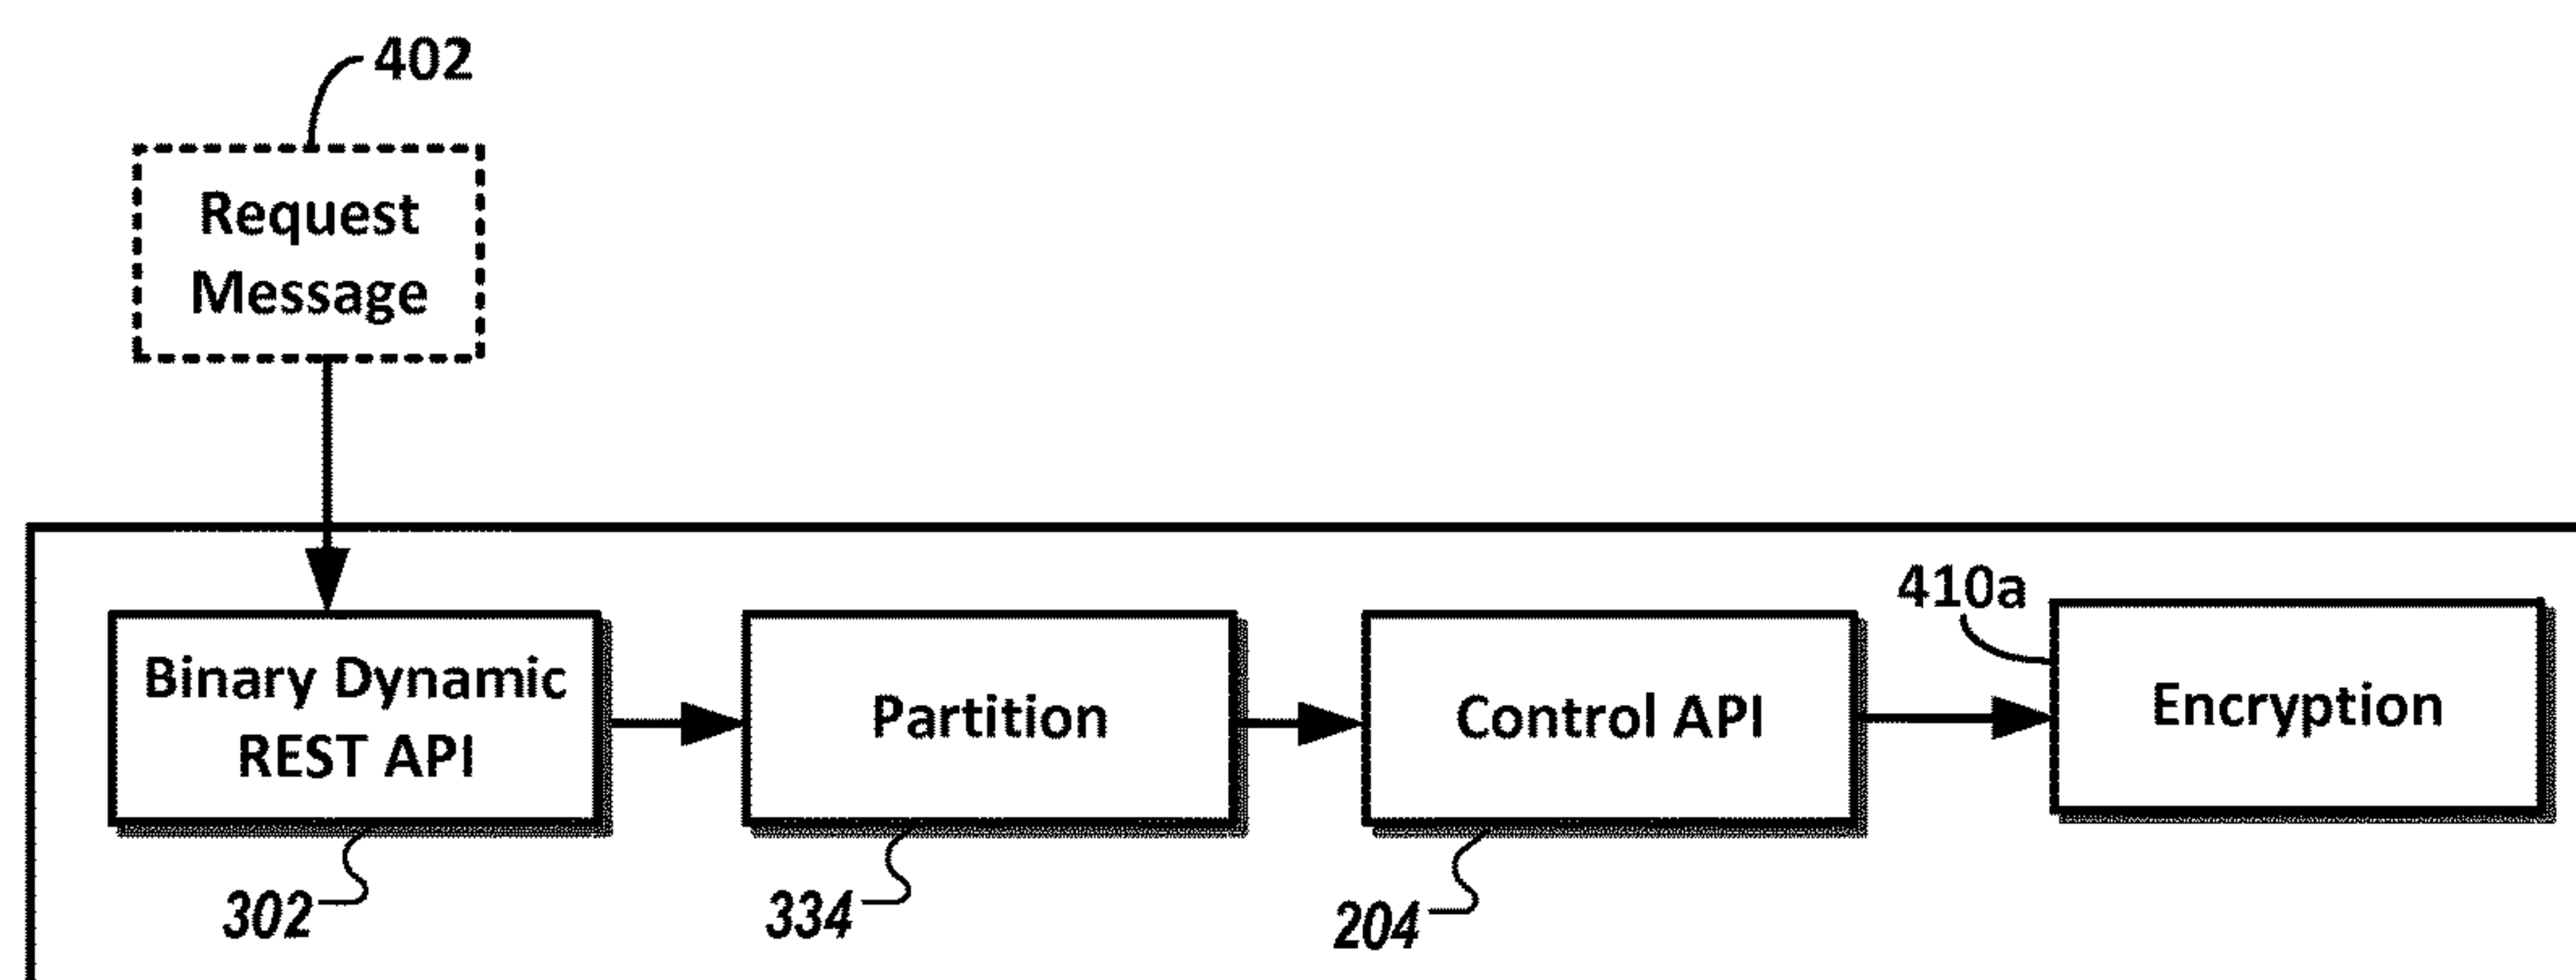 402
Request
Message
410a
Binary Dynamic
REST API
Partition
Control API
Encryption
302
334
204